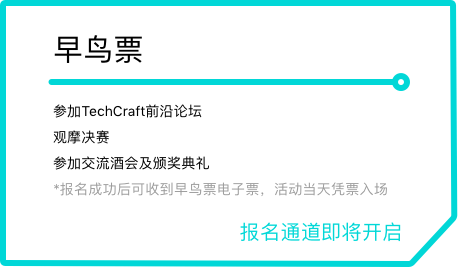 早鸟票
参加TechCraft前沿论坛
观摩决赛
参加交流酒会及颁奖典礼
*报名成功后可收到早鸟票电子票，活动当天凭票入场
报名通道即将开启